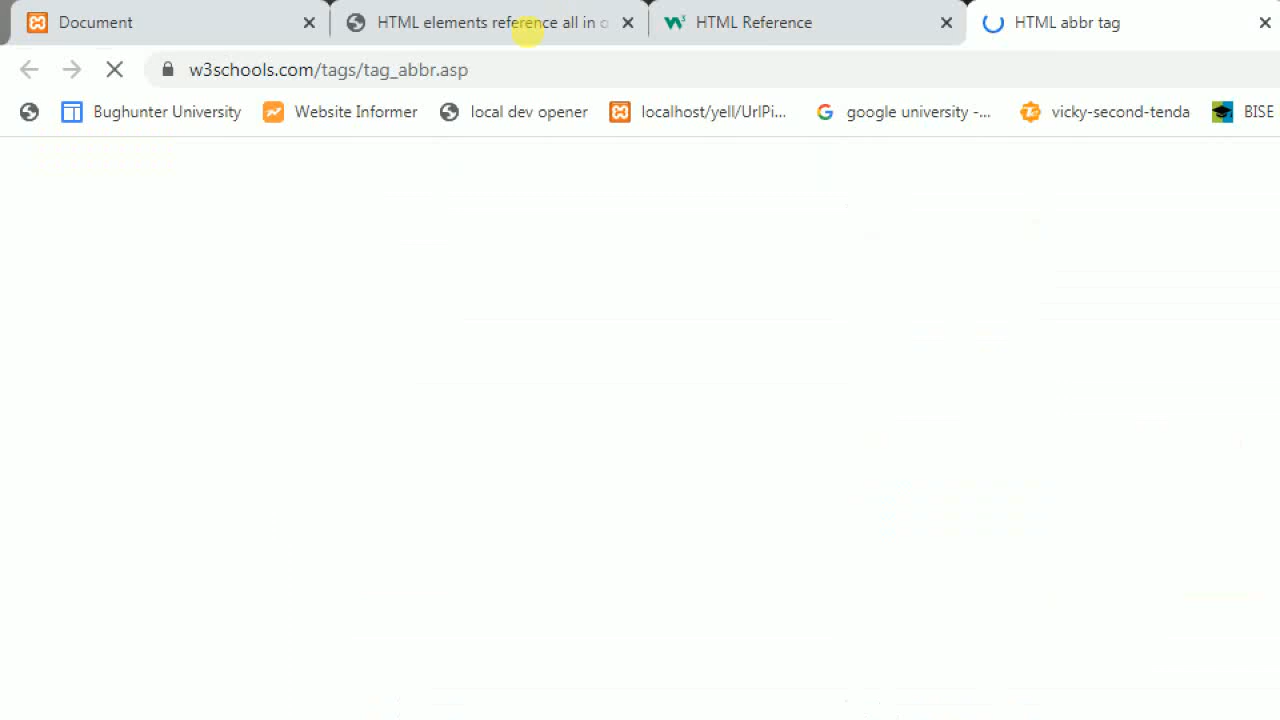 Document
HTML elements reference all in o
HTML Reference
HTML abbr tag
w3schools.com/tags/tag_abbr.asp
Bughunter University
Website Informer
local dev opener
localhost/yell/UrlPi...
google university -...
vicky-second-tenda
BISE